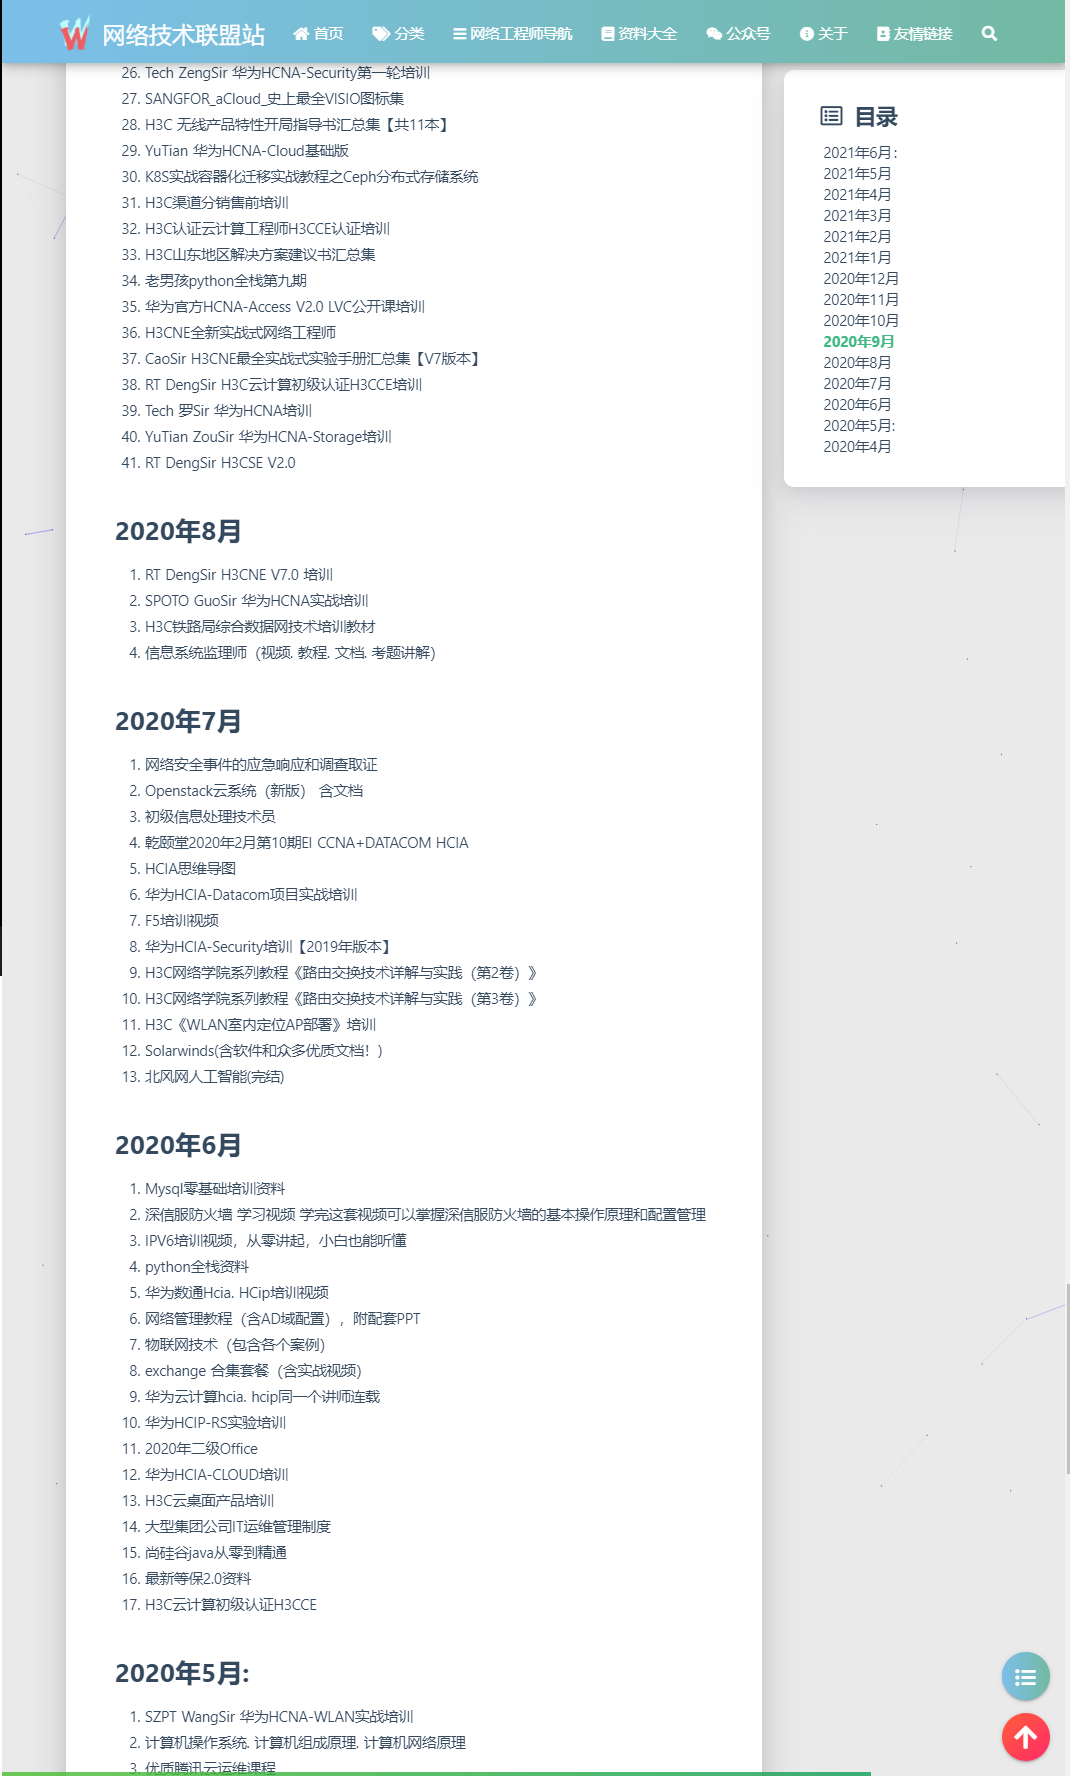 网络技术联盟站 首页 分类 网络工程师导航 资料大全 公众号 关于 友情链接
26. Tech ZengSir 华为HCNA-Security第一轮培训
27. SANGFOR_aCloud_史上最全VISIO图标集
28. H3C 无线产品特性开局指导书汇总集【共11本】
29. YuTian 华为HCNA-Cloud基础版
30. K8S实战容器化迁移实战教程之Ceph分布式存储系统
31. H3C渠道分销售前培训
32. H3C认证云计算工程师H3CCE认证培训
33. H3C山东地区解决方案建议书汇总集
34. 老男孩python全栈第九期
35. 华为官方HCNA-Access V2.0 LVC公开课培训
36. H3CNE全新实战式网络工程师
37. CaoSir H3CNE最全实战式实验手册汇总集【V7版本】
38. RT DengSir H3C云计算初级认证H3CCE培训
39. Tech 罗Sir 华为HCNA培训
40. YuTian ZouSir 华为HCNA-Storage培训
41. RT DengSir H3CSE V2.0
2020年8月
1. RT DengSir H3CNE V7.0 培训
2. SPOTO GuoSir 华为HCNA实战培训
3. H3C铁路局综合数据网技术培训教材
4. 信息系统监理师（视频. 教程. 文档. 考题讲解）
2020年7月
1. 网络安全事件的应急响应和调查取证
2. Openstack云系统（新版） 含文档
3. 初级信息处理技术员
4. 乾颐堂2020年2月第10期EI CCNA+DATACOM HCIA
5. HCIA思维导图
6. 华为HCIA-Datacom项目实战培训
7. F5培训视频
8. 华为HCIA-Security培训【2019年版本】
9. H3C网络学院系列教程《路由交换技术详解与实践（第2卷）》
10. H3C网络学院系列教程《路由交换技术详解与实践（第3卷）》
11. H3C《WLAN室内定位AP部署》培训
12. Solarwinds(含软件和众多优质文档！)
13. 北风网人工智能(完结)
2020年6月
1. Mysql零基础培训资料
2. 深信服防火墙 学习视频 学完这套视频可以掌握深信服防火墙的基本操作原理和配置管理
3. IPV6培训视频，从零讲起，小白也能听懂
4. python全栈资料
5. 华为数通Hcia. HCip培训视频
6. 网络管理教程（含AD域配置），附配套PPT
7. 物联网技术（包含各个案例）
8. exchange 合集套餐（含实战视频）
9. 华为云计算hcia. hcip同一个讲师连载
10. 华为HCIP-RS实验培训
11. 2020年二级Office
12. 华为HCIA-CLOUD培训
13. H3C云桌面产品培训
14. 大型集团公司IT运维管理制度
15. 尚硅谷java从零到精通
16. 最新等保2.0资料
17. H3C云计算初级认证H3CCE
2020年5月:
1. SZPT WangSir 华为HCNA-WLAN实战培训
2. 计算机操作系统. 计算机组成原理. 计算机网络原理
3. 优质腾讯云运维课程
目录
2021年6月：
2021年5月
2021年4月
2021年3月
2021年2月
2021年1月
2020年12月
2020年11月
2020年10月
2020年9月
2020年8月
2020年7月
2020年6月
2020年5月:
2020年4月